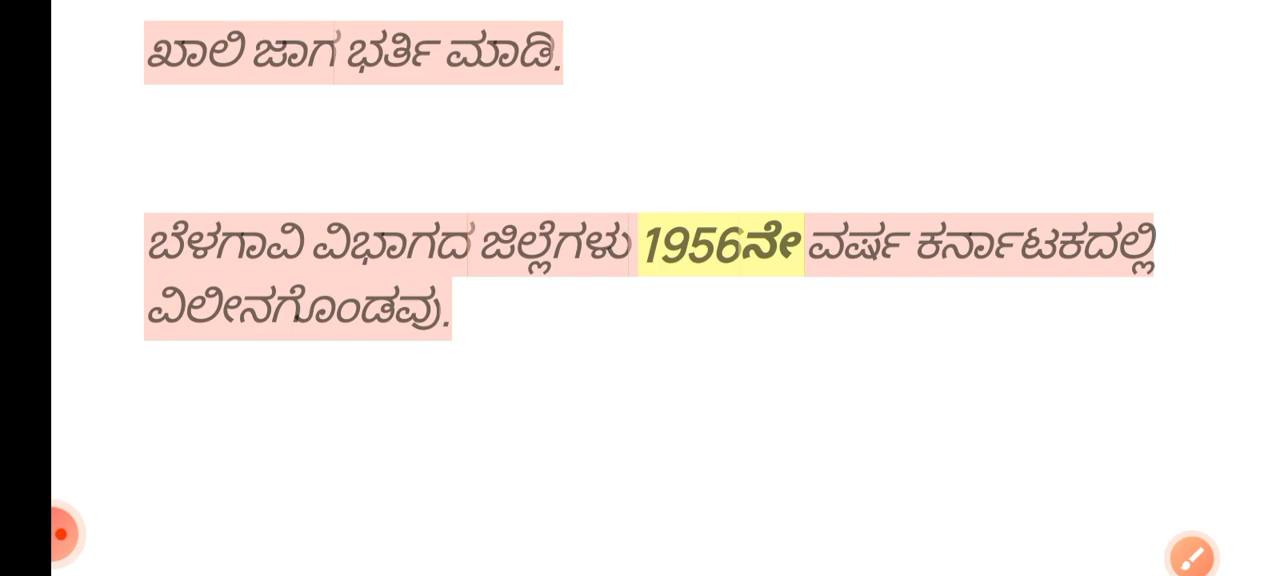 ಖಾಲಿ ಜಾಗ ಭರ್ತಿ ಮಾಡಿ.
ಬೆಳಗಾವಿ ವಿಭಾಗದ ಜಿಲ್ಲೆಗಳು 1956ನೇ ವರ್ಷ ಕರ್ನಾಟಕದಲ್ಲಿ
ವಿಲೀನಗೊಂಡವು.